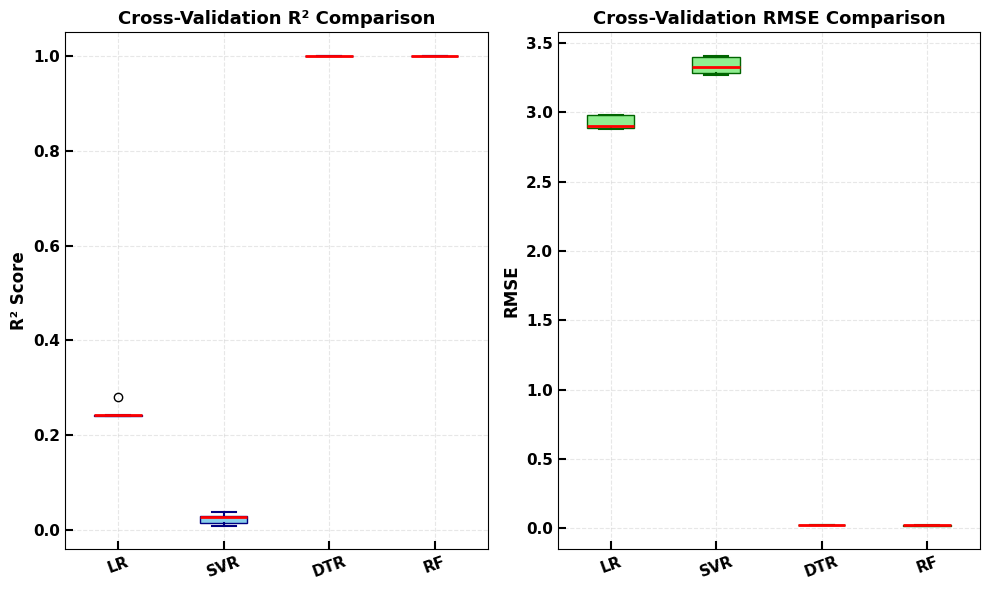 Cross-Validation R² Comparison
R² Score
1.0
0.8
0.6
0.4
0.2
0.0
LR
SVR
DTR
RF
Cross-Validation RMSE Comparison
RMSE
3.5
3.0
2.5
2.0
1.5
1.0
0.5
0.0
LR
SVR
DTR
RF